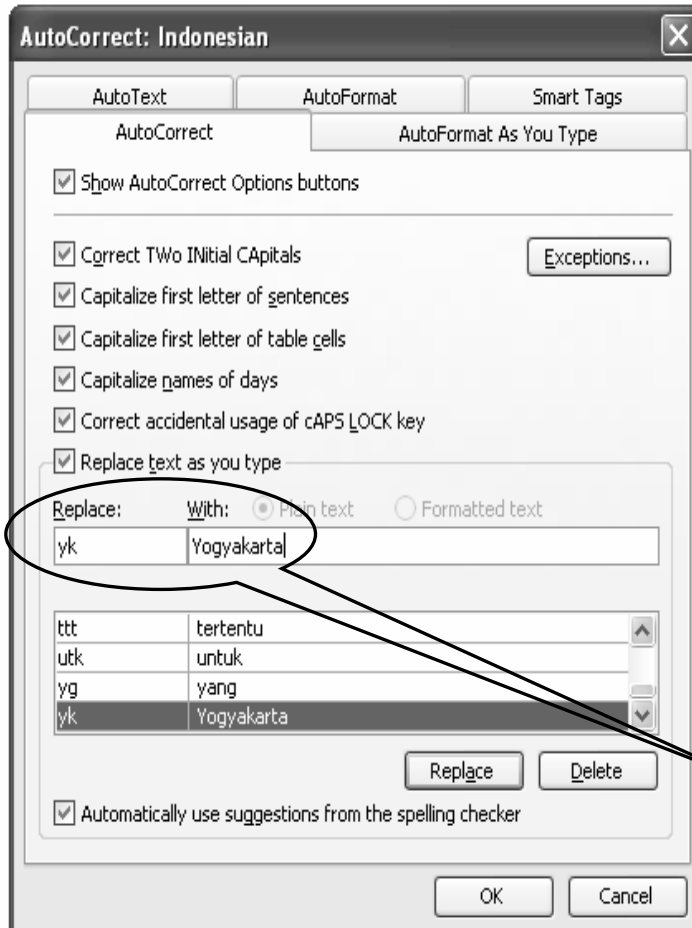 AutoCorrect: Indonesian
AutoText AutoFormat Smart Tags
AutoCorrect AutoFormat As You Type
Show AutoCorrect Options buttons
Correct TWo INitial CApitals Exceptions...
Capitalize first letter of sentences
Capitalize first letter of table cells
Capitalize names of days
Correct accidental usage of cAPS LOCK key
Replace text as you type
Replace: With: Plain text Formatted text
yk Yogyakarta
ttt tertentu
utk untuk
yg yang
yk Yogyakarta
Replace Delete
Automatically use suggestions from the spelling checker
OK Cancel